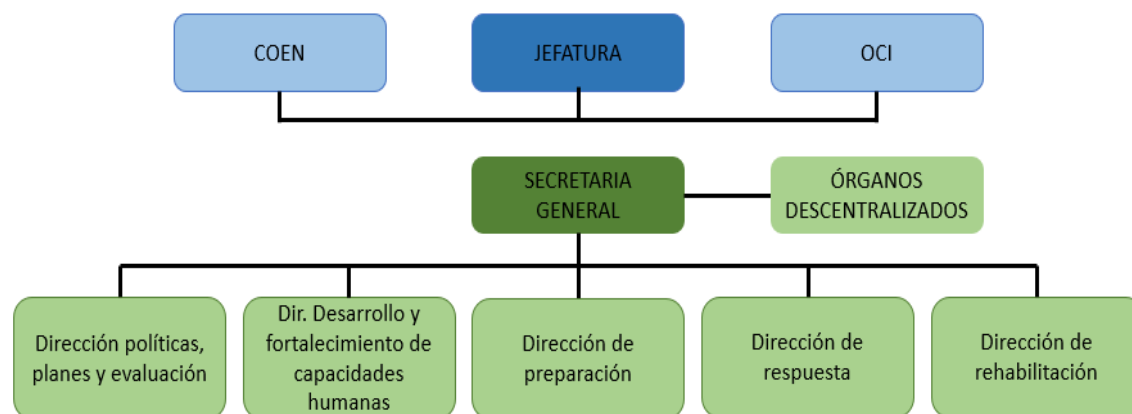 COEN
JEFATURA
OCI
SECRETARIA
GENERAL
ÓRGANOS
DESCENTRALIZADOS
Dirección políticas,
planes y evaluación
Dir. Desarrollo y
fortalecimiento de
capacidades
humanas
Dirección de
preparación
Dirección de
respuesta
Dirección de
rehabilitación